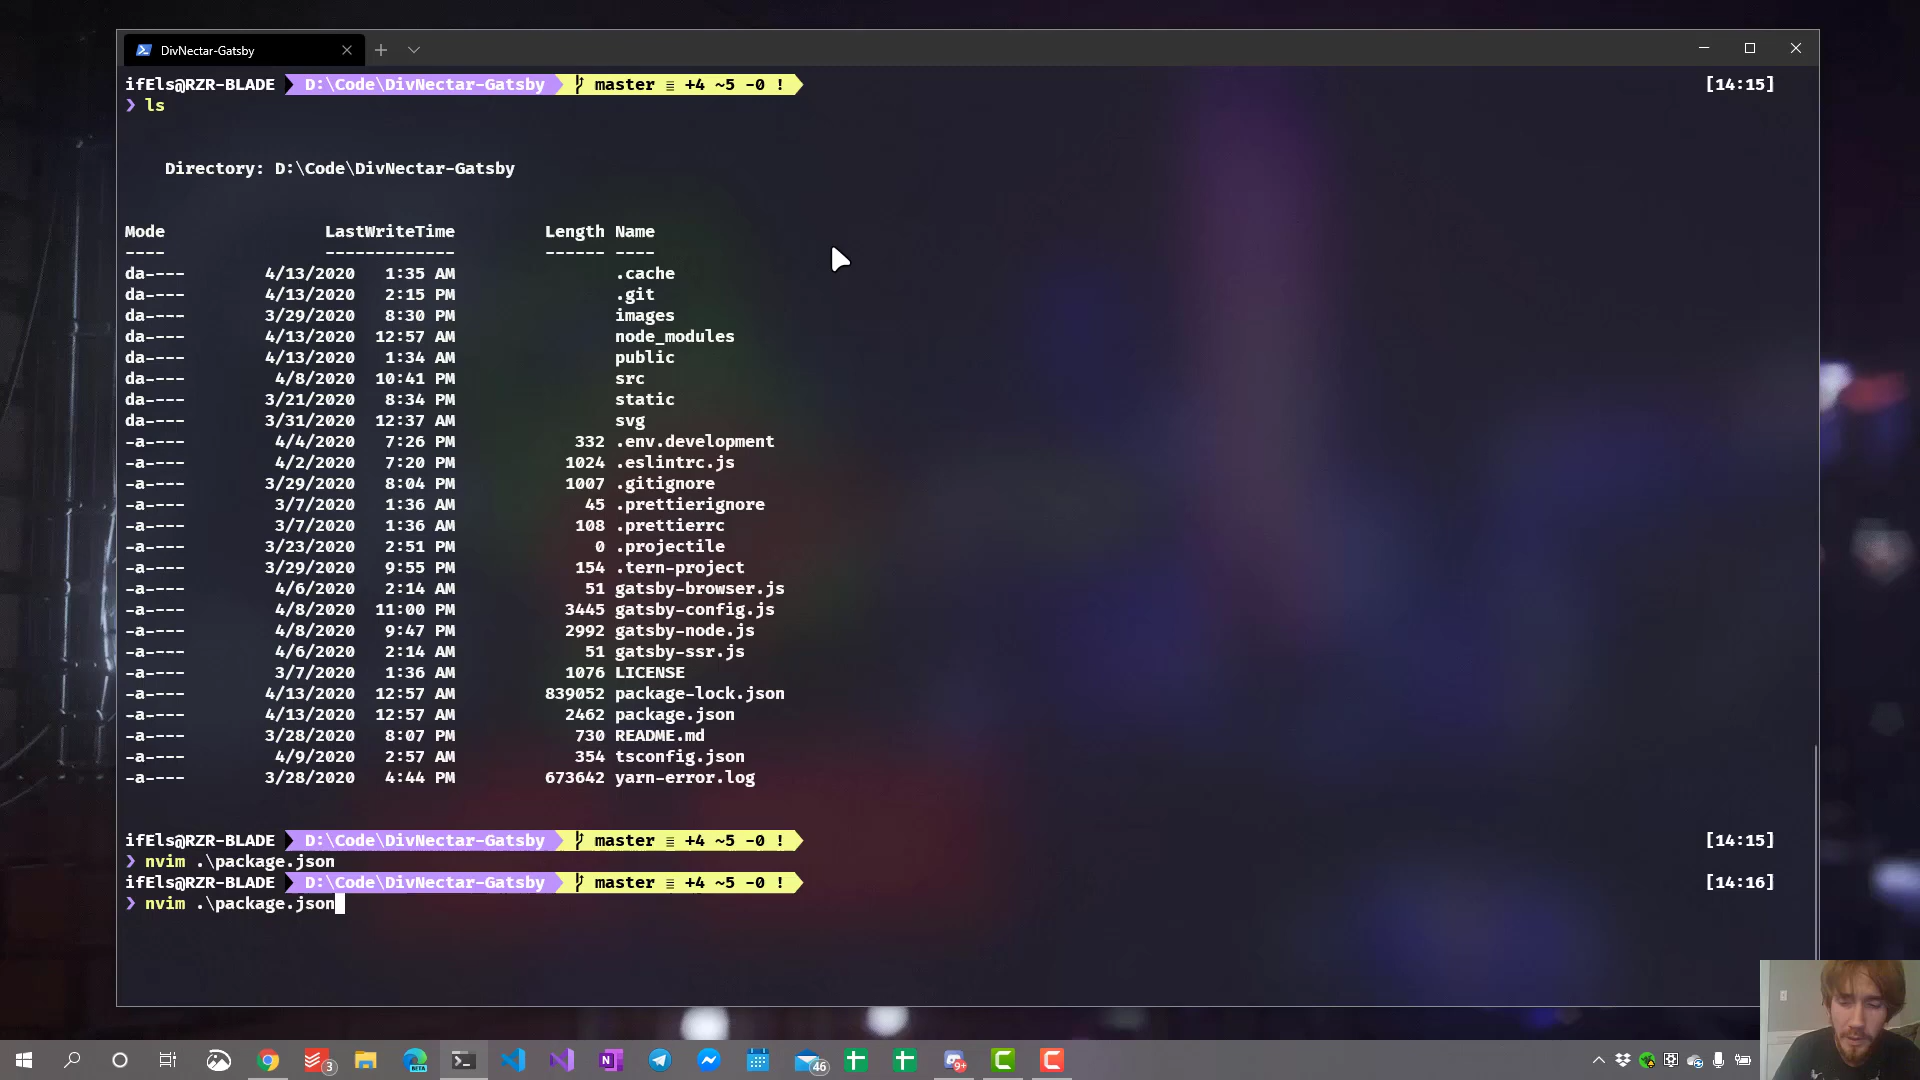 DivNectar-Gatsby
ifEls@RZR-BLADE D:\Code\DivNectar-Gatsby master ≡ +4 ~5 -0 ! [14:15]
❯ ls
Directory: D:\Code\DivNectar-Gatsby
Mode LastWriteTime Length Name
---- ------------- ------ ----
da---- 4/13/2020 1:35 AM .cache
da---- 4/13/2020 2:15 PM .git
da---- 3/29/2020 8:30 PM images
da---- 4/13/2020 12:57 AM node_modules
da---- 4/13/2020 1:34 AM public
da---- 4/8/2020 10:41 PM src
da---- 3/21/2020 8:34 PM static
da---- 3/31/2020 12:37 AM svg
-a---- 4/4/2020 7:26 PM 332 .env.development
-a---- 4/2/2020 7:20 PM 1024 .eslintrc.js
-a---- 3/29/2020 8:04 PM 1007 .gitignore
-a---- 3/7/2020 1:36 AM 45 .prettierignore
-a---- 3/7/2020 1:36 AM 108 .prettierrc
-a---- 3/23/2020 2:51 PM 0 .projectile
-a---- 3/29/2020 9:55 PM 154 .tern-project
-a---- 4/6/2020 2:14 AM 51 gatsby-browser.js
-a---- 4/8/2020 11:00 PM 3445 gatsby-config.js
-a---- 4/8/2020 9:47 PM 2992 gatsby-node.js
-a---- 4/6/2020 2:14 AM 51 gatsby-ssr.js
-a---- 3/7/2020 1:36 AM 1076 LICENSE
-a---- 4/13/2020 12:57 AM 839052 package-lock.json
-a---- 4/13/2020 12:57 AM 2462 package.json
-a---- 3/28/2020 8:07 PM 730 README.md
-a---- 4/9/2020 2:57 AM 354 tsconfig.json
-a---- 3/28/2020 4:44 PM 673642 yarn-error.log
ifEls@RZR-BLADE D:\Code\DivNectar-Gatsby master ≡ +4 ~5 -0 ! [14:15]
❯ nvim .\package.json
ifEls@RZR-BLADE D:\Code\DivNectar-Gatsby master ≡ +4 ~5 -0 ! [14:16]
❯ nvim .\package.json
3 BETA N 46 9+